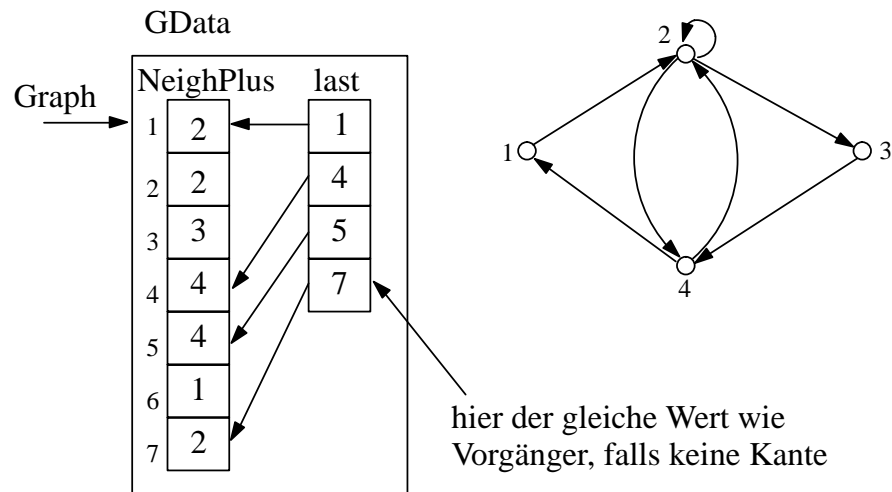 GData
NeighPlus last
Graph
1 2 1
2 2 4
3 3 5
4 4 7
5 4
6 1
7 2
2
1
3
4
hier der gleiche Wert wie
Vorgänger, falls keine Kante